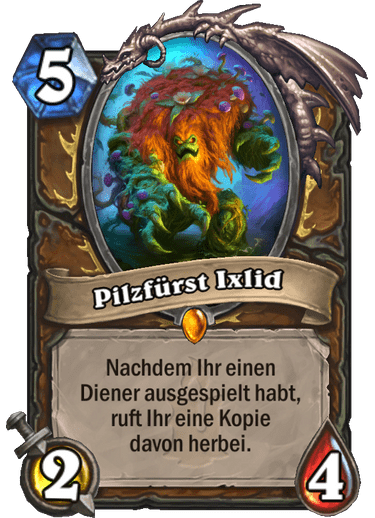 5
Pilzfürst Ixlid
Nachdem Ihr einen
Diener ausgespielt habt,
ruft Ihr eine Kopie
davon herbei.
2
4